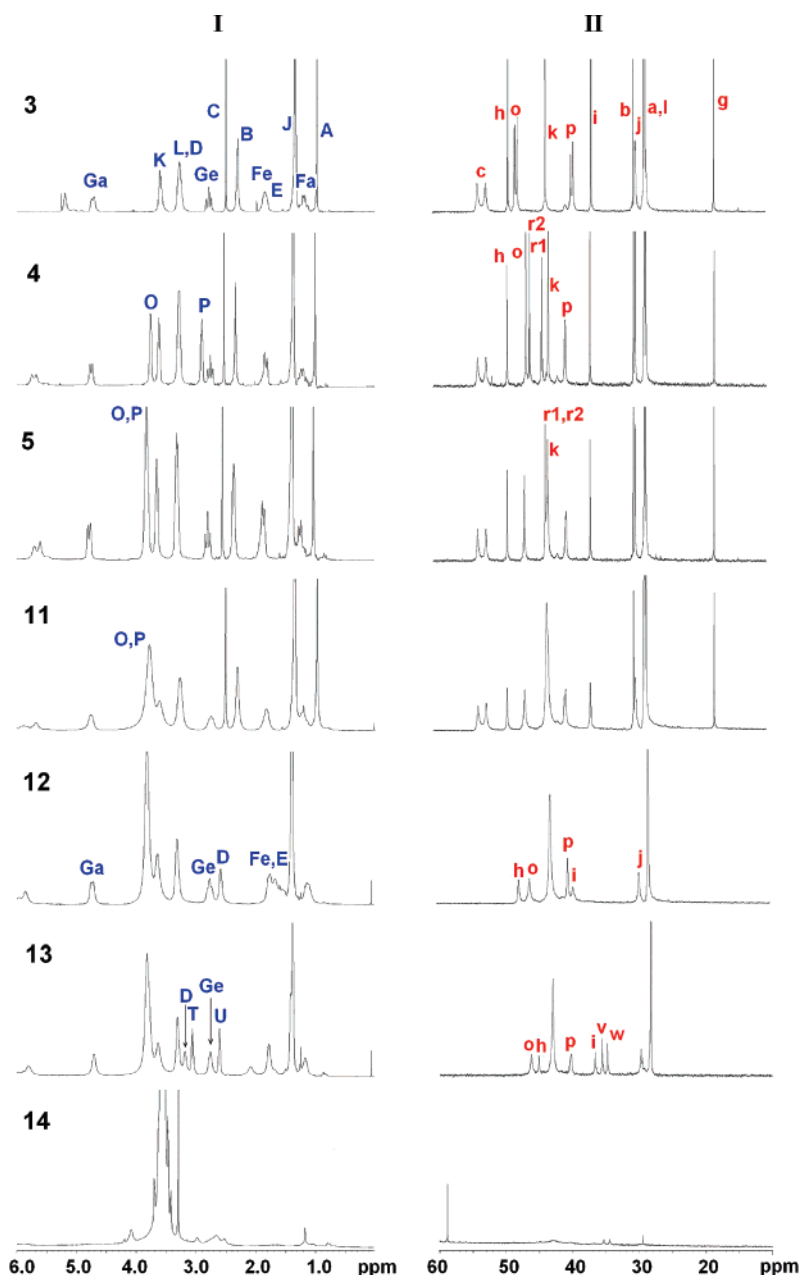 I II
3
C
J
A
B
L,D
K
Ge
Fe
E
Fa
Ga
h
o
k
p
i
b
j
a,l
g
c
4
O
P
r2
h
o
r1
k
p
5
O,P
r1,r2
k
11
O,P
12
Ga
Ge
D
Fe,E
h
o
p
i
j
13
D
T
Ge
U
o
h
p
i
v
w
14
6.0 5.0 4.0 3.0 2.0 1.0 ppm 60 50 40 30 20 ppm